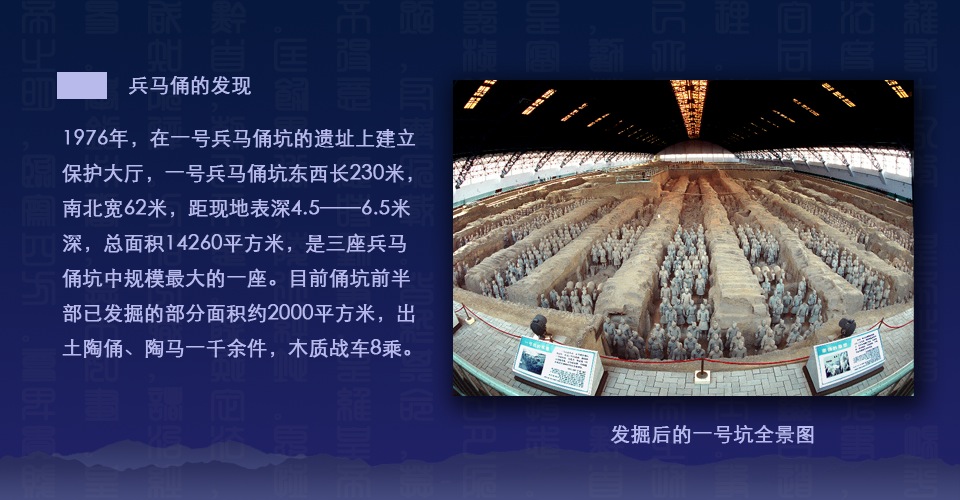 兵马俑的发现
1976年，在一号兵马俑坑的遗址上建立
保护大厅，一号兵马俑坑东西长230米，
南北宽62米，距现地表深4.5——6.5米
深，总面积14260平方米，是三座兵马
俑坑中规模最大的一座。目前俑坑前半
部已发掘的部分面积约2000平方米，出
土陶俑、陶马一千余件，木质战车8乘。
发掘后的一号坑全景图